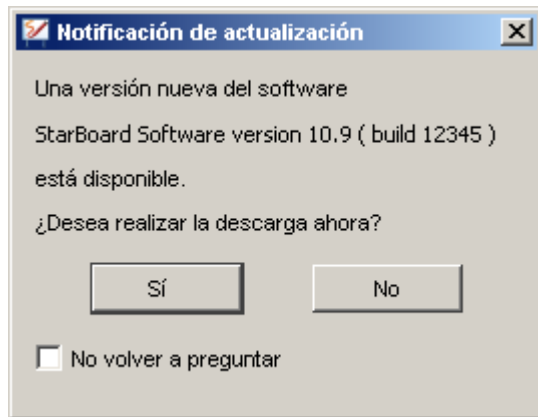 Notificación de actualización
Una versión nueva del software
StarBoard Software version 10.9 ( build 12345 )
está disponible.
¿Desea realizar la descarga ahora?
Sí No
No volver a preguntar